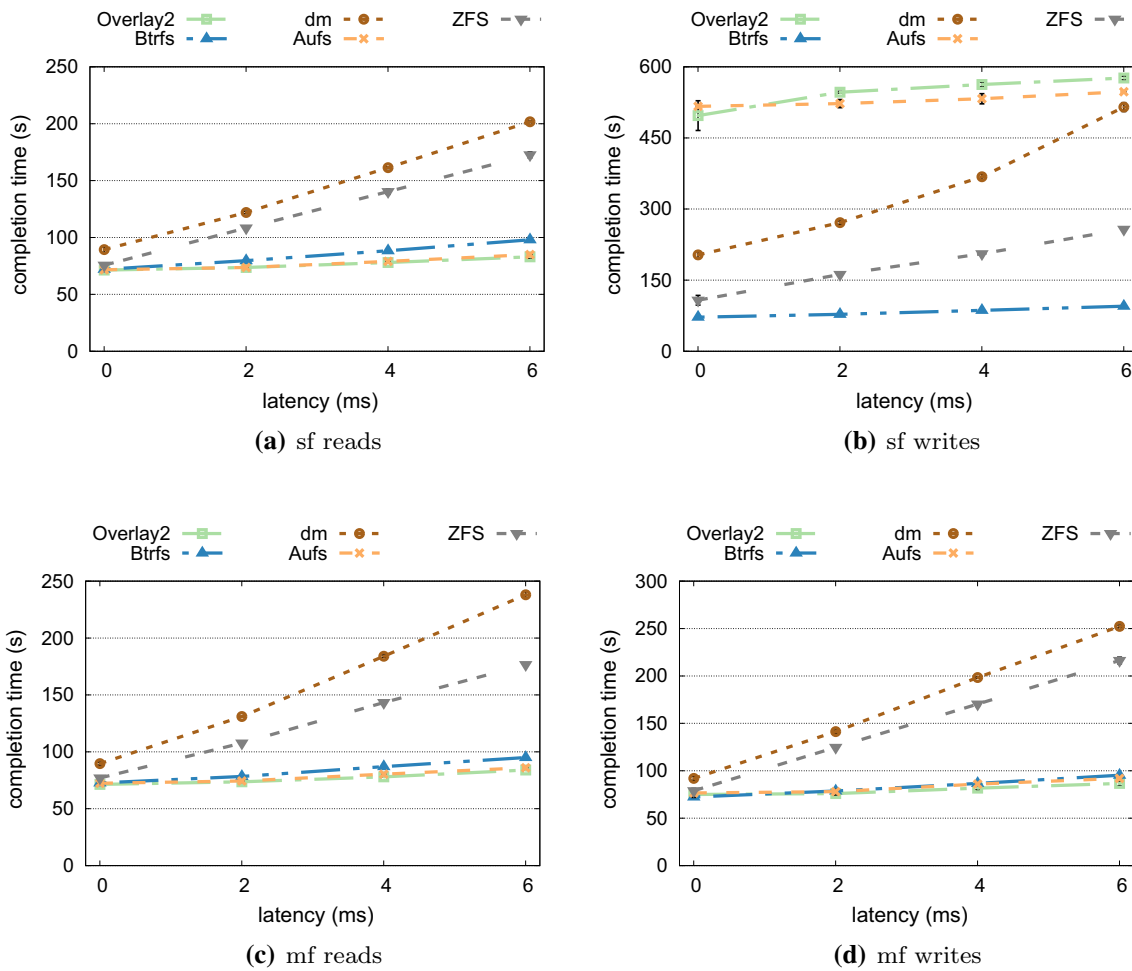 Overlay2 dm ZFS
Btrfs Aufs
250
200
150
100
50
0
completion time (s)
0 2 4 6
latency (ms)
(a) sf reads
Overlay2 dm ZFS
Btrfs Aufs
600
450
300
150
0
completion time (s)
0 2 4 6
latency (ms)
(b) sf writes
Overlay2 dm ZFS
Btrfs Aufs
250
200
150
100
50
0
completion time (s)
0 2 4 6
latency (ms)
(c) mf reads
Overlay2 dm ZFS
Btrfs Aufs
300
250
200
150
100
50
0
completion time (s)
0 2 4 6
latency (ms)
(d) mf writes